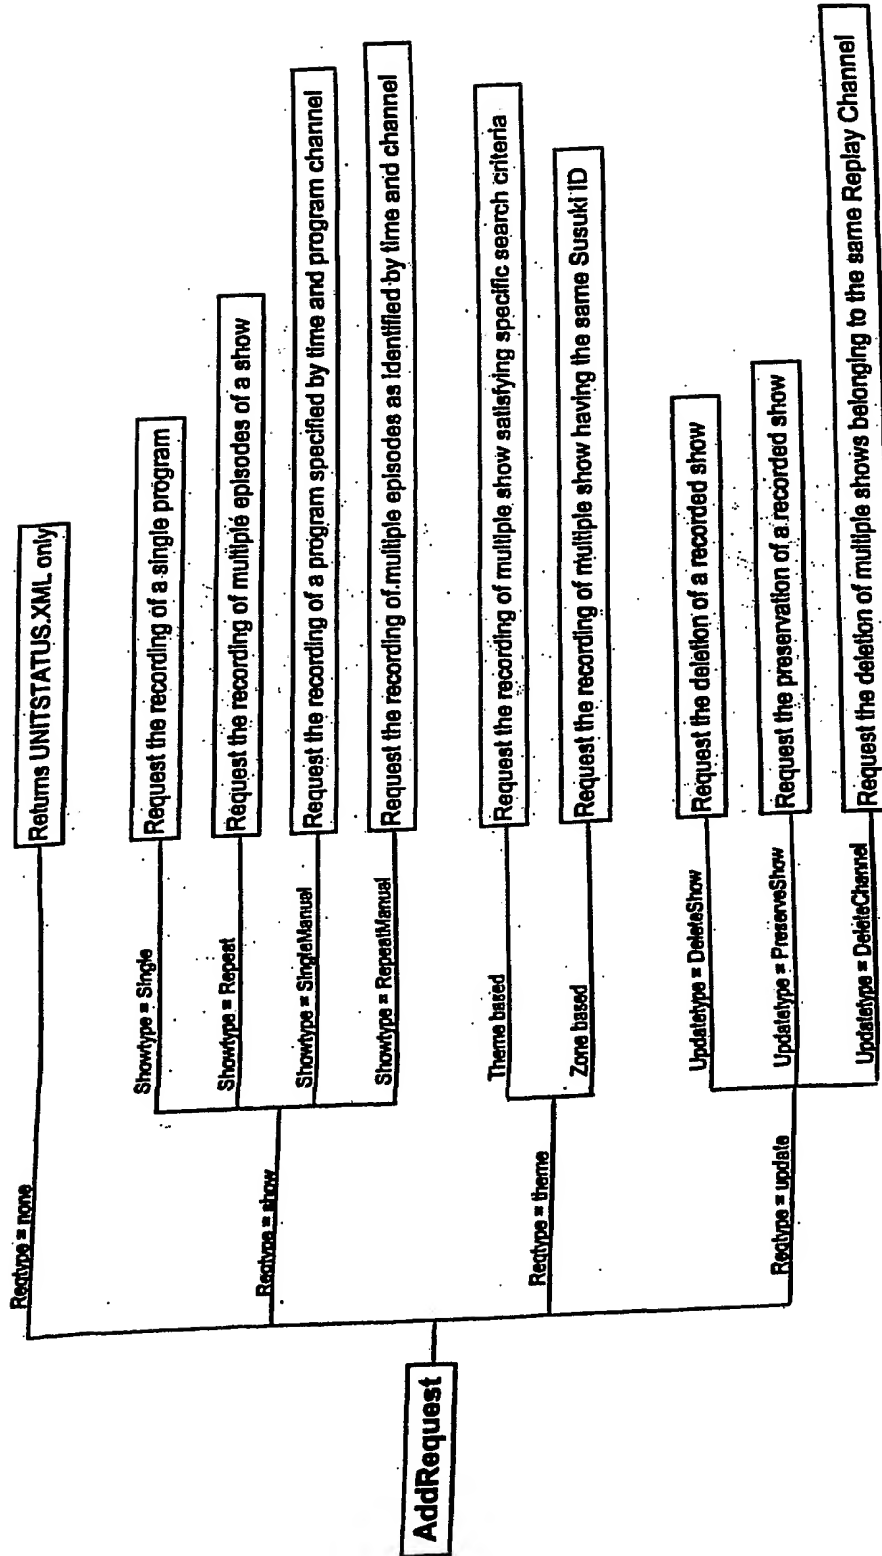 AddRequest
Reqtype = none
Returns UNITSTATUS.XML only
Reqtype = show
Showtype = Single
Request the recording of a single program
Showtype = Repeat
Request the recording of multiple episodes of a show
Showtype = SingleManual
Request the recording of a program specified by time and program channel
Showtype = RepeatManual
Request the recording of multiple episodes as identified by time and channel
Reqtype = theme
Theme based
Request the recording of multiple show satisfying specific search criteria
Zone based
Request the recording of multiple show having the same Susuki ID
Reqtype = update
Updatetype = DeleteShow
Request the deletion of a recorded show
Updatetype = PreserveShow
Request the preservation of a recorded show
Updatetype = DeleteChannel
Request the deletion of multiple shows belonging to the same Replay Channel